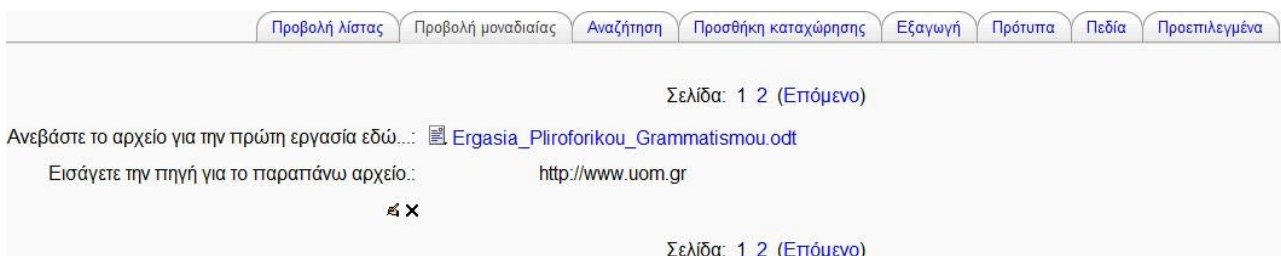 Προβολή λίστας Προβολή μοναδιαίας Αναζήτηση Προσθήκη καταχώρησης Εξαγωγή Πρότυπα Πεδία Προεπιλεγμένα
Σελίδα: 1 2 (Επόμενο)
Ανεβάστε το αρχείο για την πρώτη εργασία εδώ...: Ergasia_Pliroforikou_Grammatismou.odt
Εισάγετε την πηγή για το παραπάνω αρχείο.: http://www.uom.gr
Σελίδα: 1 2 (Επόμενο)